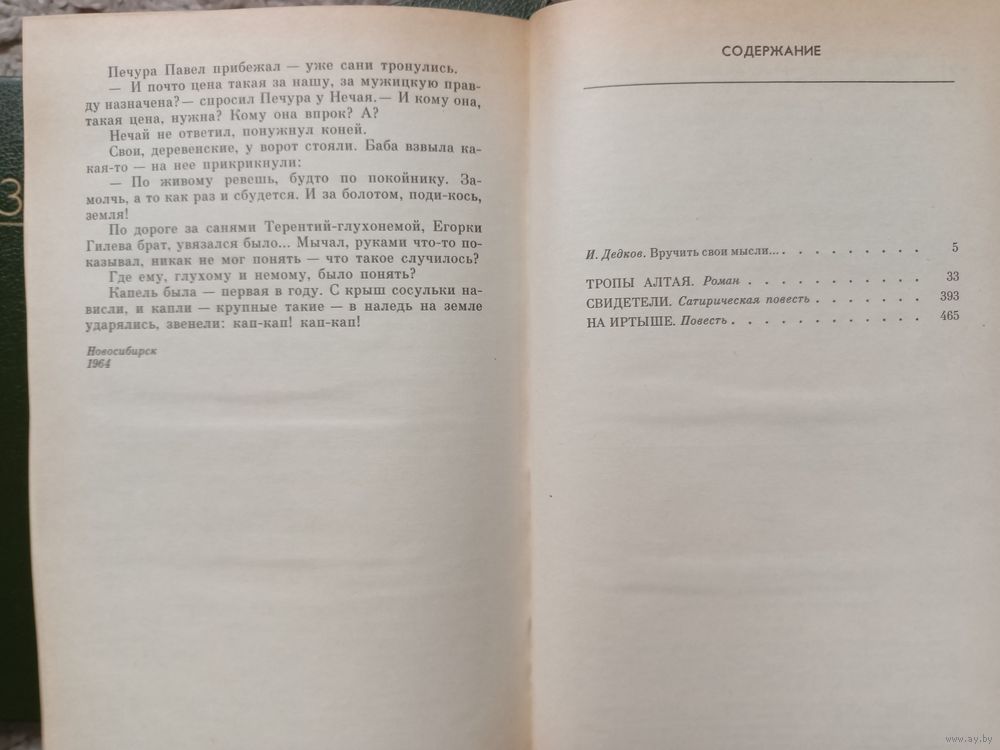 Печура Павел прибежал — уже сани тронулись.
— И почто цена такая за нашу, за мужицкую прав-
ду назначена? — спросил Печура у Нечая. — И кому она,
такая цена, нужна? Кому она впрок? А?
Нечай не ответил, понужнул коней.
Свои, деревенские, у ворот стояли. Баба взвыла ка-
кая-то — на нее прикрикнули:
— По живому ревешь, будто по покойнику. За-
молчь, а то как раз и сбудется. И за болотом, поди-кось,
земля!
По дороге за санями Терентий-глухонемой, Егорки
Гилева брат, увязался было... Мычал, руками что-то по-
казывал, никак не мог понять — что такое случилось?
Где ему, глухому и немому, было понять?
Капель была — первая в году. С крыш сосульки на-
висли, и капли — крупные такие — в наледь на земле
ударялись, звенели: кап-кап! кап-кап!
Новосибирск
1964
СОДЕРЖАНИЕ
И. Дедков. Вручить свои мысли... . . . . . . . . 5
ТРОПЫ АЛТАЯ. Роман . . . . . . . . . . . 33
СВИДЕТЕЛИ. Сатирическая повесть . . . . . . . 393
НА ИРТЫШЕ. Повесть . . . . . . . . . . . . 465
З
www.ay.by